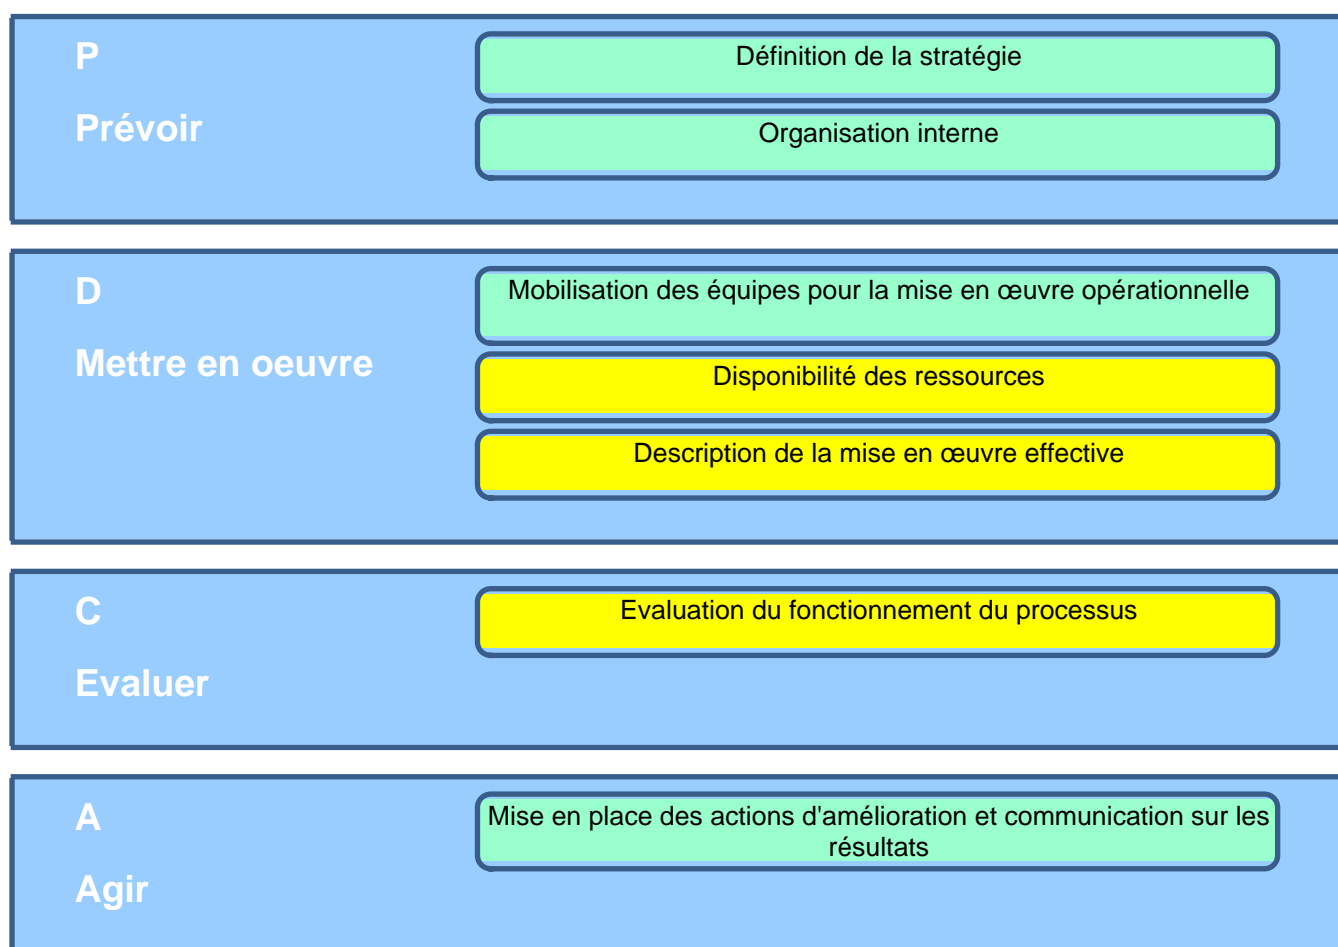 P
Prévoir
Définition de la stratégie
Organisation interne
D
Mettre en oeuvre
Mobilisation des équipes pour la mise en œuvre opérationnelle
Disponibilité des ressources
Description de la mise en œuvre effective
C
Evaluer
Evaluation du fonctionnement du processus
A
Agir
Mise en place des actions d'amélioration et communication sur les
résultats